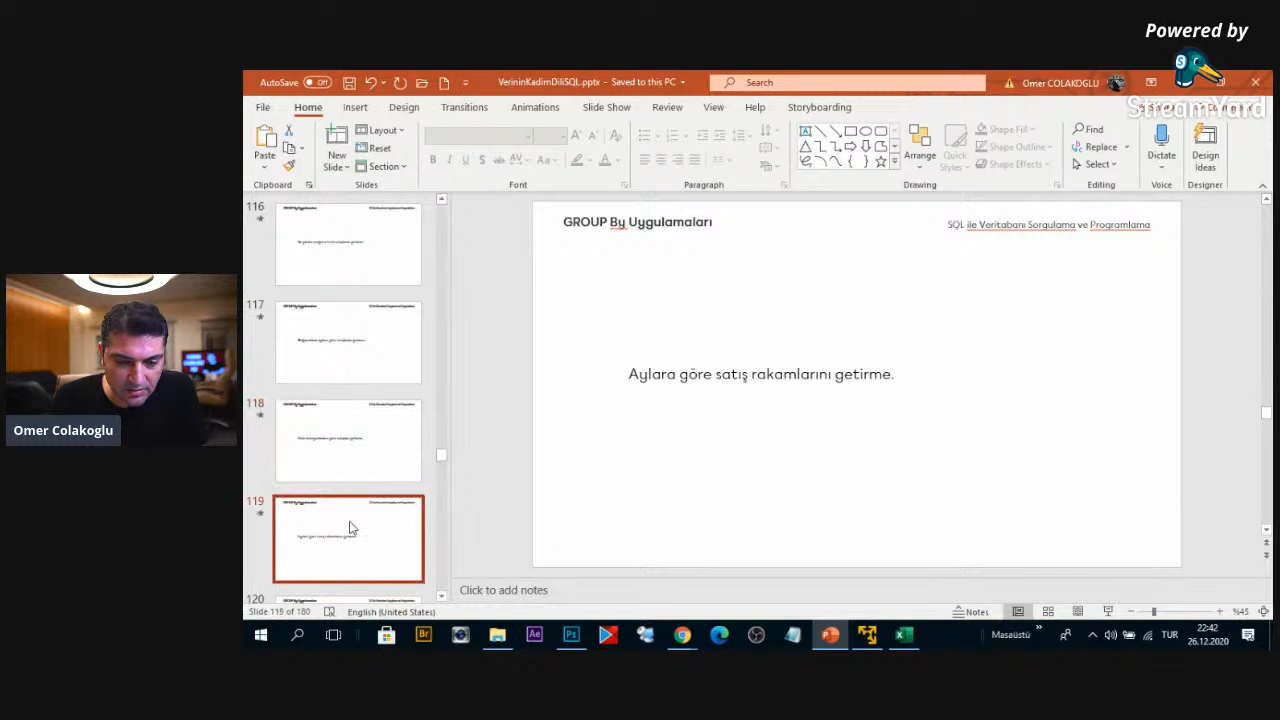 Powered by
StreamYard
AutoSave Off
VerininKadimDiliSQL.pptx - Saved to this PC
Search
Omer COLAKOGLU
File Home Insert Design Transitions Animations Slide Show Review View Help Storyboarding
Paste
New Slide
Layout
Reset
Section
Arrange
Quick Styles
Shape Fill
Shape Outline
Shape Effects
Find
Replace
Select
Dictate
Design Ideas
Clipboard Slides Font Paragraph Drawing Editing Voice Designer
116
117
118
119
120
GROUP By Uygulamaları
SQL ile Veritabanı Sorgulama ve Programlama
Aylara göre satış rakamlarını getirme.
Omer Colakoglu
Click to add notes
Slide 119 of 180
English (United States)
Notes
%45
Masaüstü
TUR
22:42
26.12.2020